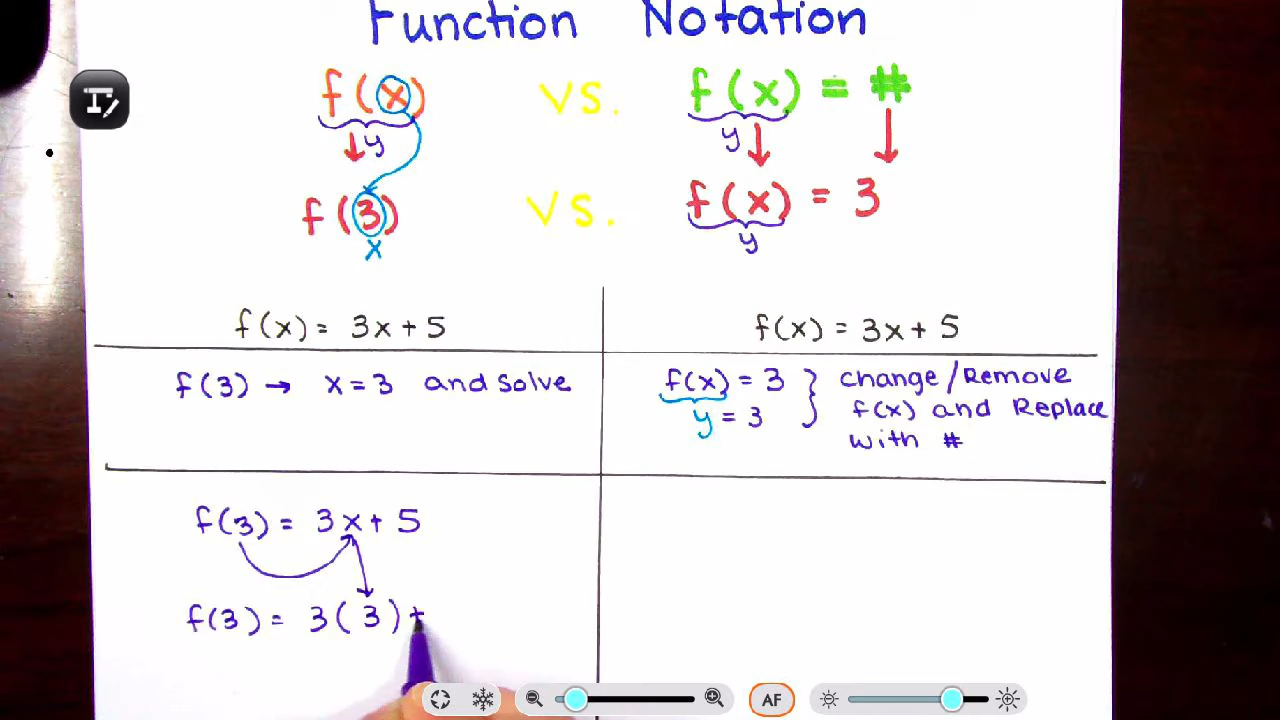 Function Notation
f(x) vs. f(x) = #
y y
f(3) vs. f(x) = 3
x y
f(x) = 3x + 5
f(3) → x = 3 and solve
f(3) = 3x + 5
f(3) = 3(3) +
f(x) = 3x + 5
f(x) = 3 } change/Remove
y = 3 f(x) and Replace
with #
AF